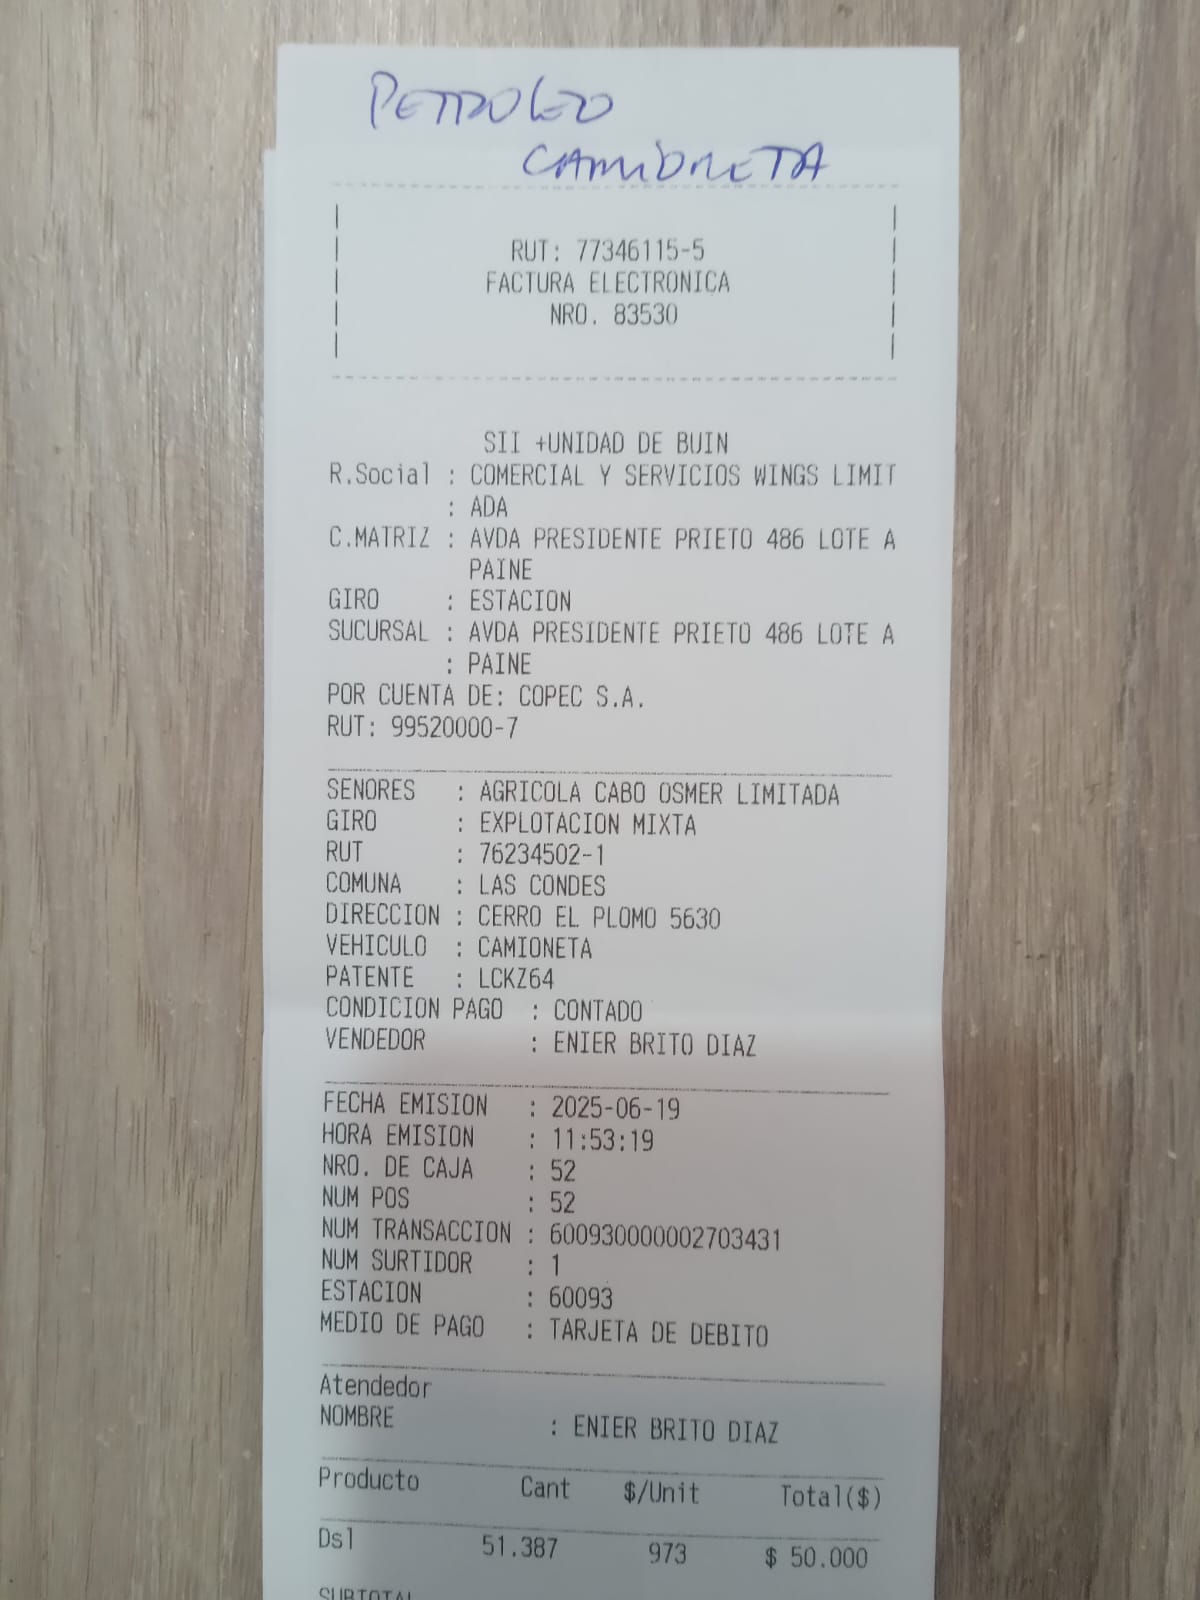 PETROLEO
CAMIONETA
RUT: 77346115-5
FACTURA ELECTRONICA
NRO. 83530
SII +UNIDAD DE BUIN
R.Social : COMERCIAL Y SERVICIOS WINGS LIMIT
: ADA
C.MATRIZ : AVDA PRESIDENTE PRIETO 486 LOTE A
PAINE
GIRO : ESTACION
SUCURSAL : AVDA PRESIDENTE PRIETO 486 LOTE A
: PAINE
POR CUENTA DE: COPEC S.A.
RUT: 99520000-7
SENORES : AGRICOLA CABO OSMER LIMITADA
GIRO : EXPLOTACION MIXTA
RUT : 76234502-1
COMUNA : LAS CONDES
DIRECCION : CERRO EL PLOMO 5630
VEHICULO : CAMIONETA
PATENTE : LCKZ64
CONDICION PAGO : CONTADO
VENDEDOR : ENIER BRITO DIAZ
FECHA EMISION : 2025-06-19
HORA EMISION : 11:53:19
NRO. DE CAJA : 52
NUM POS : 52
NUM TRANSACCION : 600930000002703431
NUM SURTIDOR : 1
ESTACION : 60093
MEDIO DE PAGO : TARJETA DE DEBITO
Atendedor
NOMBRE : ENIER BRITO DIAZ
Producto Cant $/Unit Total($)
Dsl 51.387 973 $ 50.000
SUBTOTAL